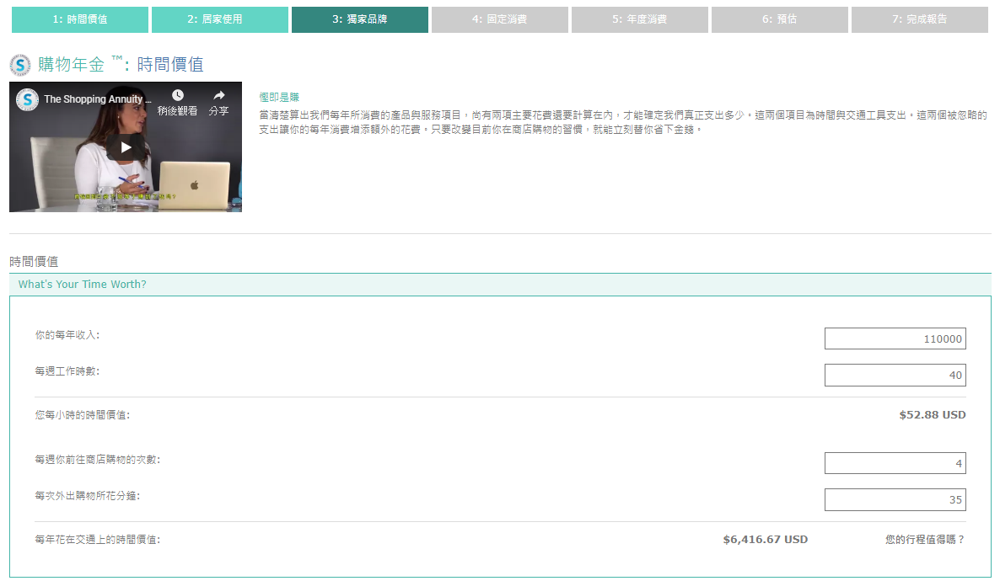 1: 時間價值
2: 居家使用
3: 獨家品牌
4: 固定消費
5: 年度消費
6: 預估
7: 完成報告
S 購物年金 ™: 時間價值
S The Shopping Annuity ...
稍後觀看 分享
慳即是賺
當清楚算出我們每年所消費的產品與服務項目，尚有兩項主要花費還要計算在內，才能確定我們真正支出多少。這兩個項目為時間與交通工具支出。這兩個被忽略的
支出讓你的每年消費增添額外的花費。只要改變目前你在商店購物的習慣，就能立刻替你省下金錢。
時間價值
What's Your Time Worth?
你的每年收入: 110000
每週工作時數: 40
您每小時的時間價值: $52.88 USD
每週你前往商店購物的次數: 4
每次外出購物所花分鐘: 35
每年花在交通上的時間價值: $6,416.67 USD 您的行程值得嗎？